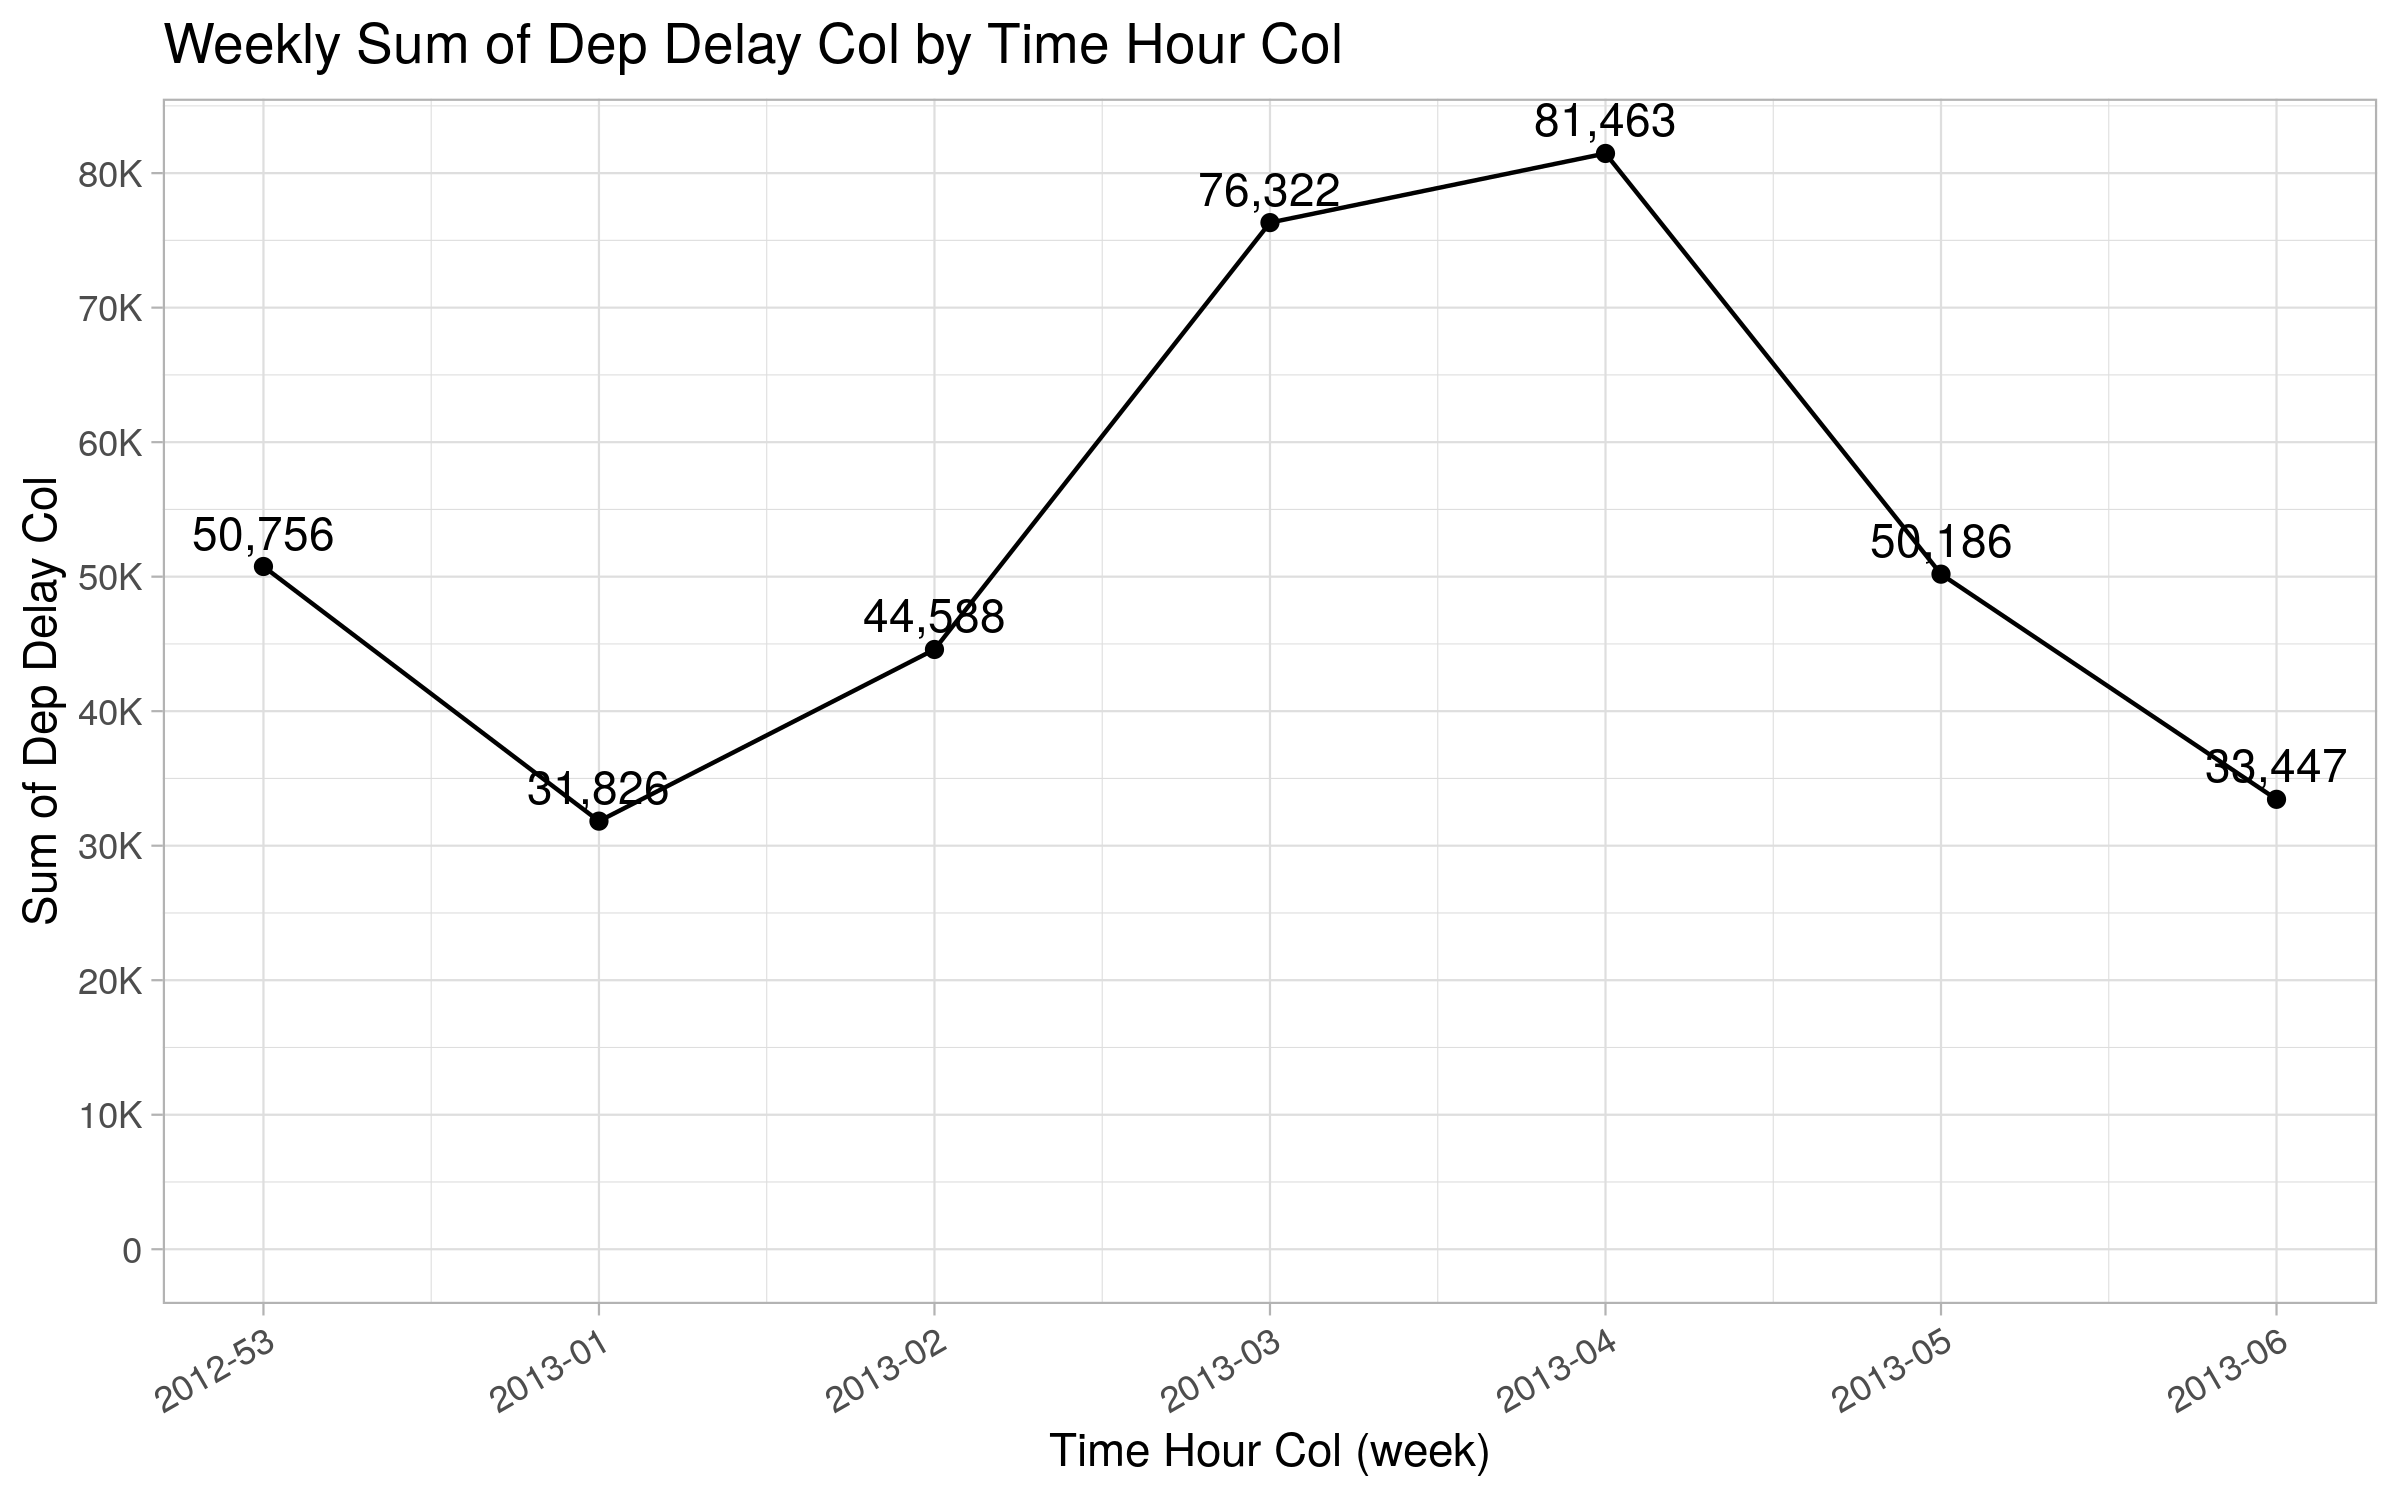 Weekly Sum of Dep Delay Col by Time Hour Col
Sum of Dep Delay Col
80K
70K
60K
50K
40K
30K
20K
10K
0
50,756
31,826
44,588
76,322
81,463
50,186
33,447
2012-53
2013-01
2013-02
2013-03
2013-04
2013-05
2013-06
Time Hour Col (week)